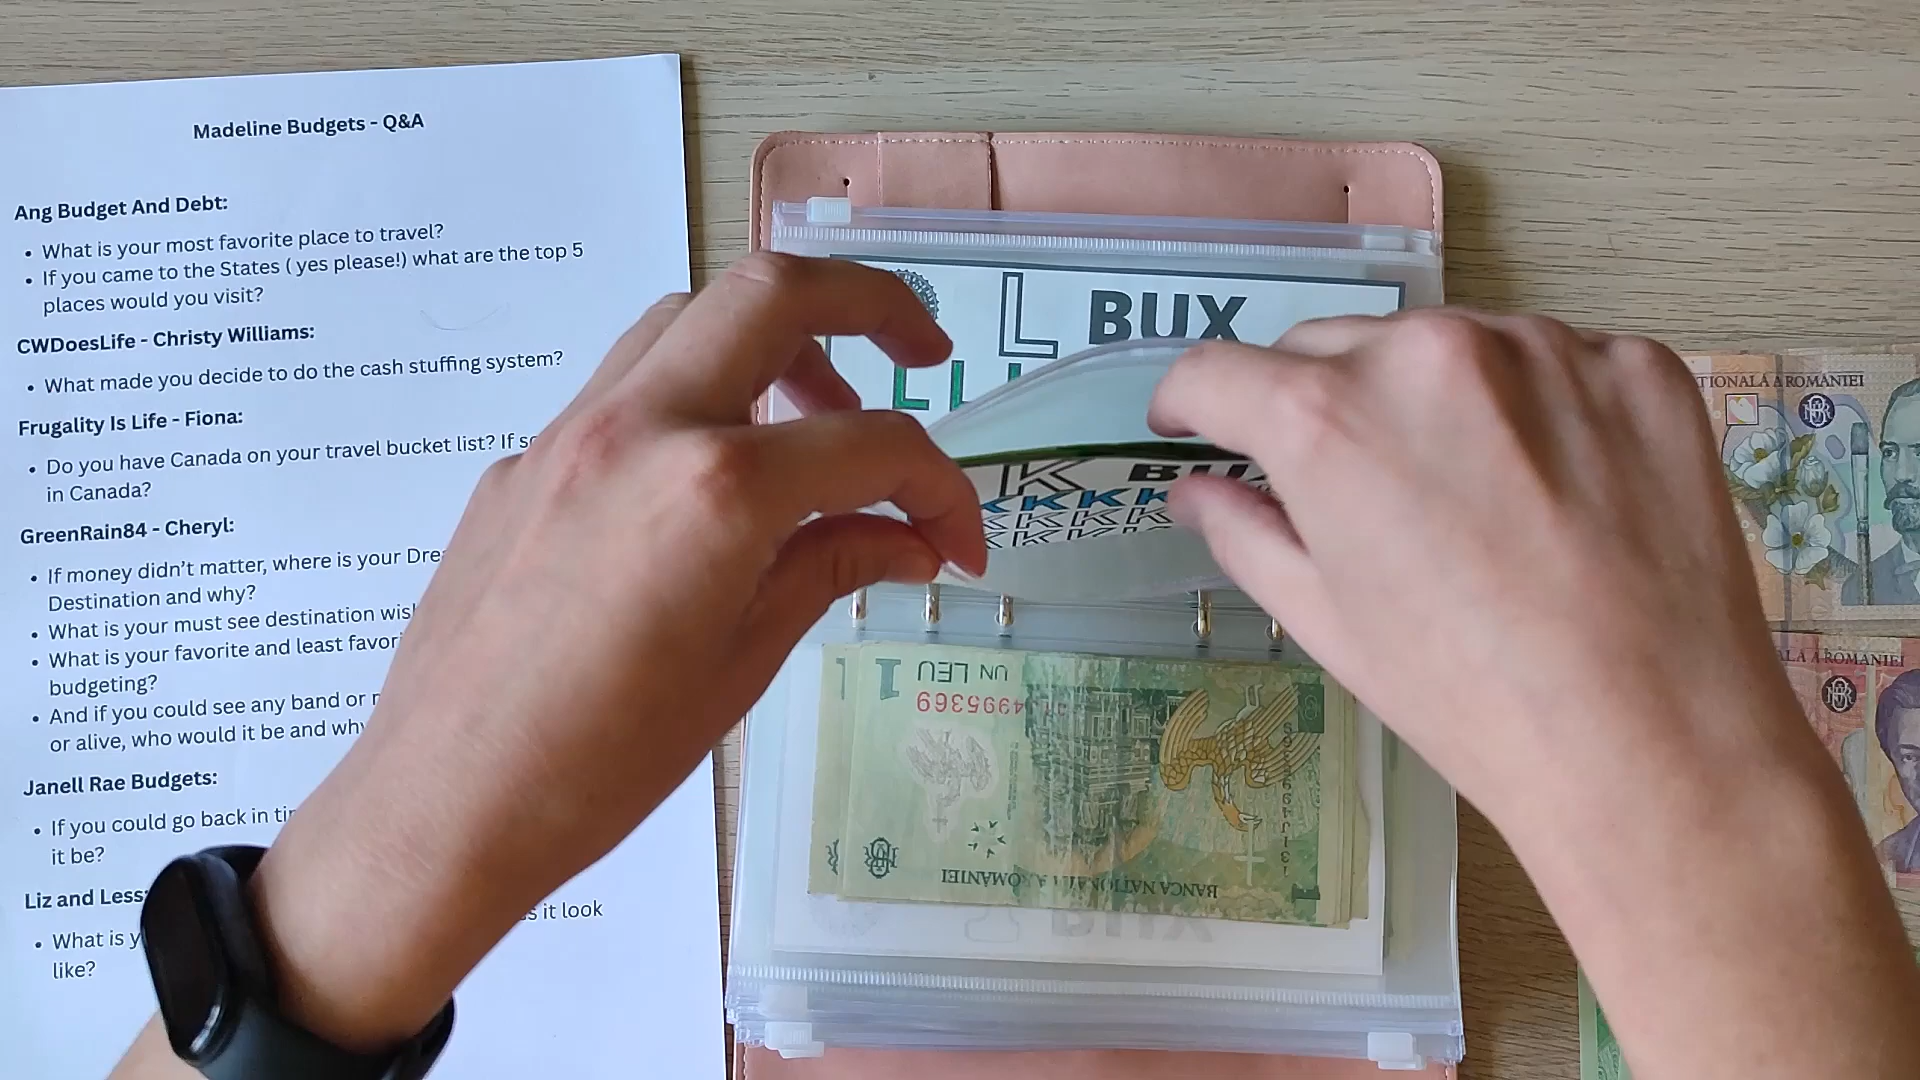 Madeline Budgets - Q&A
Ang Budget And Debt:
• What is your most favorite place to travel?
• If you came to the States ( yes please!) what are the top 5
places would you visit?
CWDoesLife - Christy Williams:
• What made you decide to do the cash stuffing system?
Frugality Is Life - Fiona:
• Do you have Canada on your travel bucket list? If
in Canada?
GreenRain84 - Cheryl:
• If money didn't matter, where is your
Destination and why?
• What is your must see destination
• What is your favorite and least
budgeting?
• And if you could see any band or
or alive, who would it be and why
Janell Rae Budgets:
• If you could go back in
it be?
Liz and Less:
• What is
it look
like?
L BUX
L L
K
K K K K
K K K K
K K K K
1 UN LEU
4995369
BANCA NAȚIONALĂ A ROMÂNIEI
BUX
A ROMANIEI
A ROMANIEI